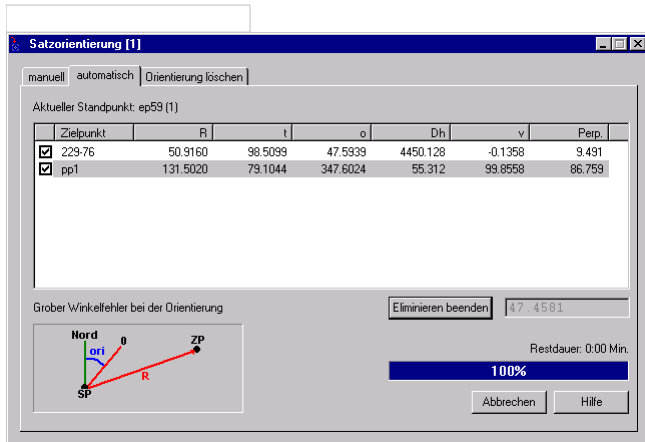 Satzorientierung [1]
manuell automatisch Orientierung löschen
Aktueller Standpunkt: ep59 (1)
Zielpunkt R t o Dh v Perp.
229-76 50.9160 98.5099 47.5939 4450.128 -0.1358 9.491
pp1 131.5020 79.1044 347.6024 55.312 99.8558 86.759
Grober Winkelfehler bei der Orientierung
Eliminieren beenden 47.4581
Nord 0 ZP
ori
R
SP
Restdauer: 0:00 Min.
100%
Abbrechen Hilfe